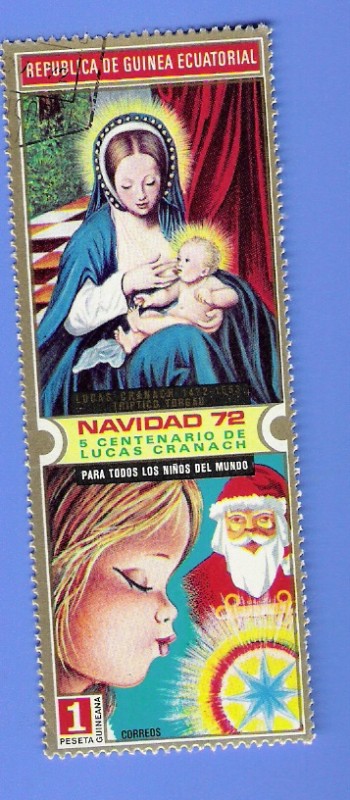 REPUBLICA DE GUINEA ECUATORIAL
LUCAS CRANACH 1472-1553
TRIPTICO TORGAU
NAVIDAD 72
5 CENTENARIO DE
LUCAS CRANACH
PARA TODOS LOS NIÑOS DEL MUNDO
1
PESETA
GUINEANA
CORREOS